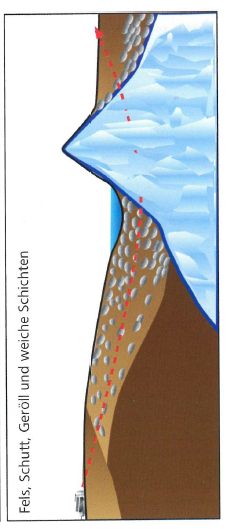 Fels, Schutt, Geröll und weiche Schichten